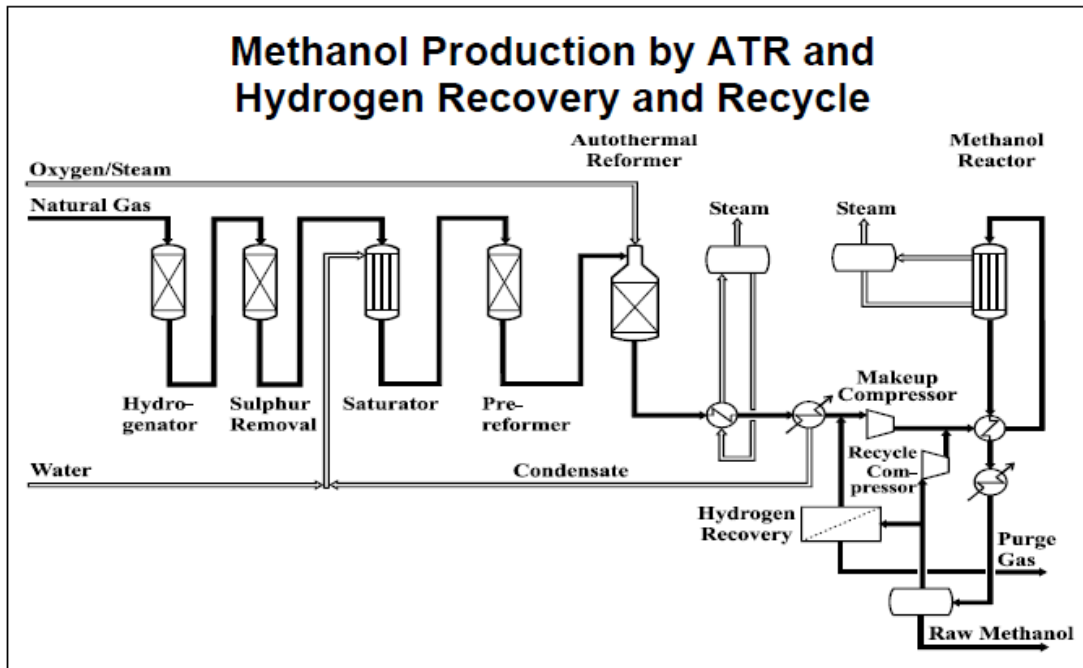 Methanol Production by ATR and
Hydrogen Recovery and Recycle
Autothermal
Reformer
Methanol
Reactor
Oxygen/Steam
Natural Gas
Steam
Steam
Hydro-
genator
Sulphur
Removal
Saturator
Pre-
reformer
Makeup
Compressor
Water
Condensate
Recycle
Com-
pressor
Hydrogen
Recovery
Purge
Gas
Raw Methanol